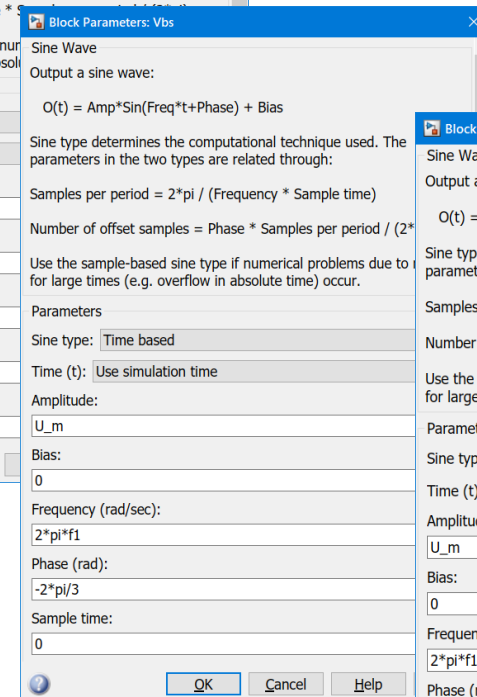 Block Parameters: Vbs
Sine Wave
Output a sine wave:
O(t) = Amp*Sin(Freq*t+Phase) + Bias
Sine type determines the computational technique used. The
parameters in the two types are related through:
Samples per period = 2*pi / (Frequency * Sample time)
Number of offset samples = Phase * Samples per period / (2*
Use the sample-based sine type if numerical problems due to
for large times (e.g. overflow in absolute time) occur.
Parameters
Sine type: Time based
Time (t): Use simulation time
Amplitude:
U_m
Bias:
0
Frequency (rad/sec):
2*pi*f1
Phase (rad):
-2*pi/3
Sample time:
0
OK Cancel Help
Block
Sine Wa
Output a
O(t) =
Sine typ
paramet
Samples
Number
Use the
for large
Paramet
Sine typ
Time (t)
Amplitud
U_m
Bias:
0
Frequen
2*pi*f1
Phase (